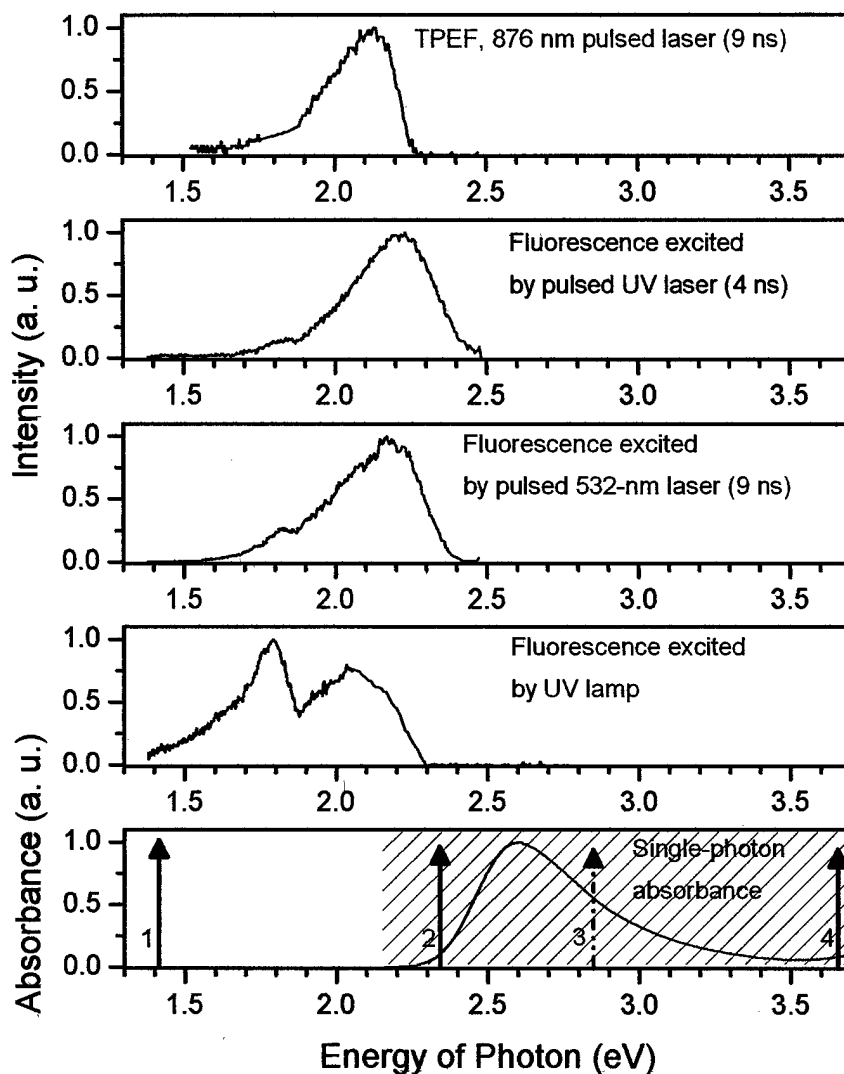 1.0
0.5
0.0
TPEF, 876 nm pulsed laser (9 ns)
1.5 2.0 2.5 3.0 3.5
1.0
0.5
0.0
Fluorescence excited
by pulsed UV laser (4 ns)
1.5 2.0 2.5 3.0 3.5
Intensity (a. u.)
1.0
0.5
0.0
Fluorescence excited
by pulsed 532-nm laser (9 ns)
1.5 2.0 2.5 3.0 3.5
1.0
0.5
0.0
Fluorescence excited
by UV lamp
1.5 2.0 2.5 3.0 3.5
Absorbance (a. u.)
1.0
0.5
0.0
Single-photon
absorbance
1 2 3 4
1.5 2.0 2.5 3.0 3.5
Energy of Photon (eV)